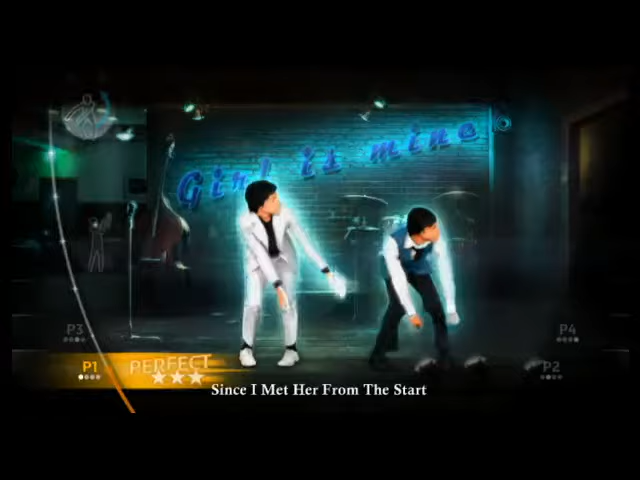 Girl is mine
P3
P4
P1
PERFECT
P2
Since I Met Her From The Start